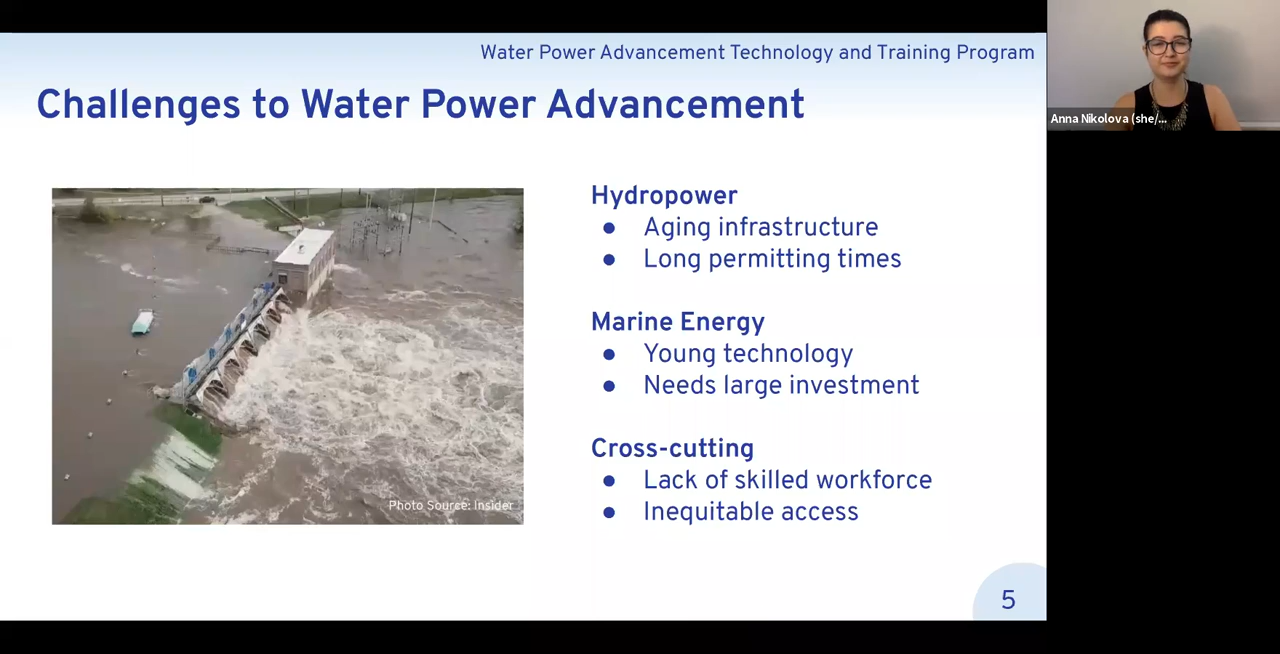 Water Power Advancement Technology and Training Program
Challenges to Water Power Advancement
Hydropower
● Aging infrastructure
● Long permitting times
Marine Energy
● Young technology
● Needs large investment
Cross-cutting
● Lack of skilled workforce
● Inequitable access
Photo Source: Insider
5
Anna Nikolova (she/...